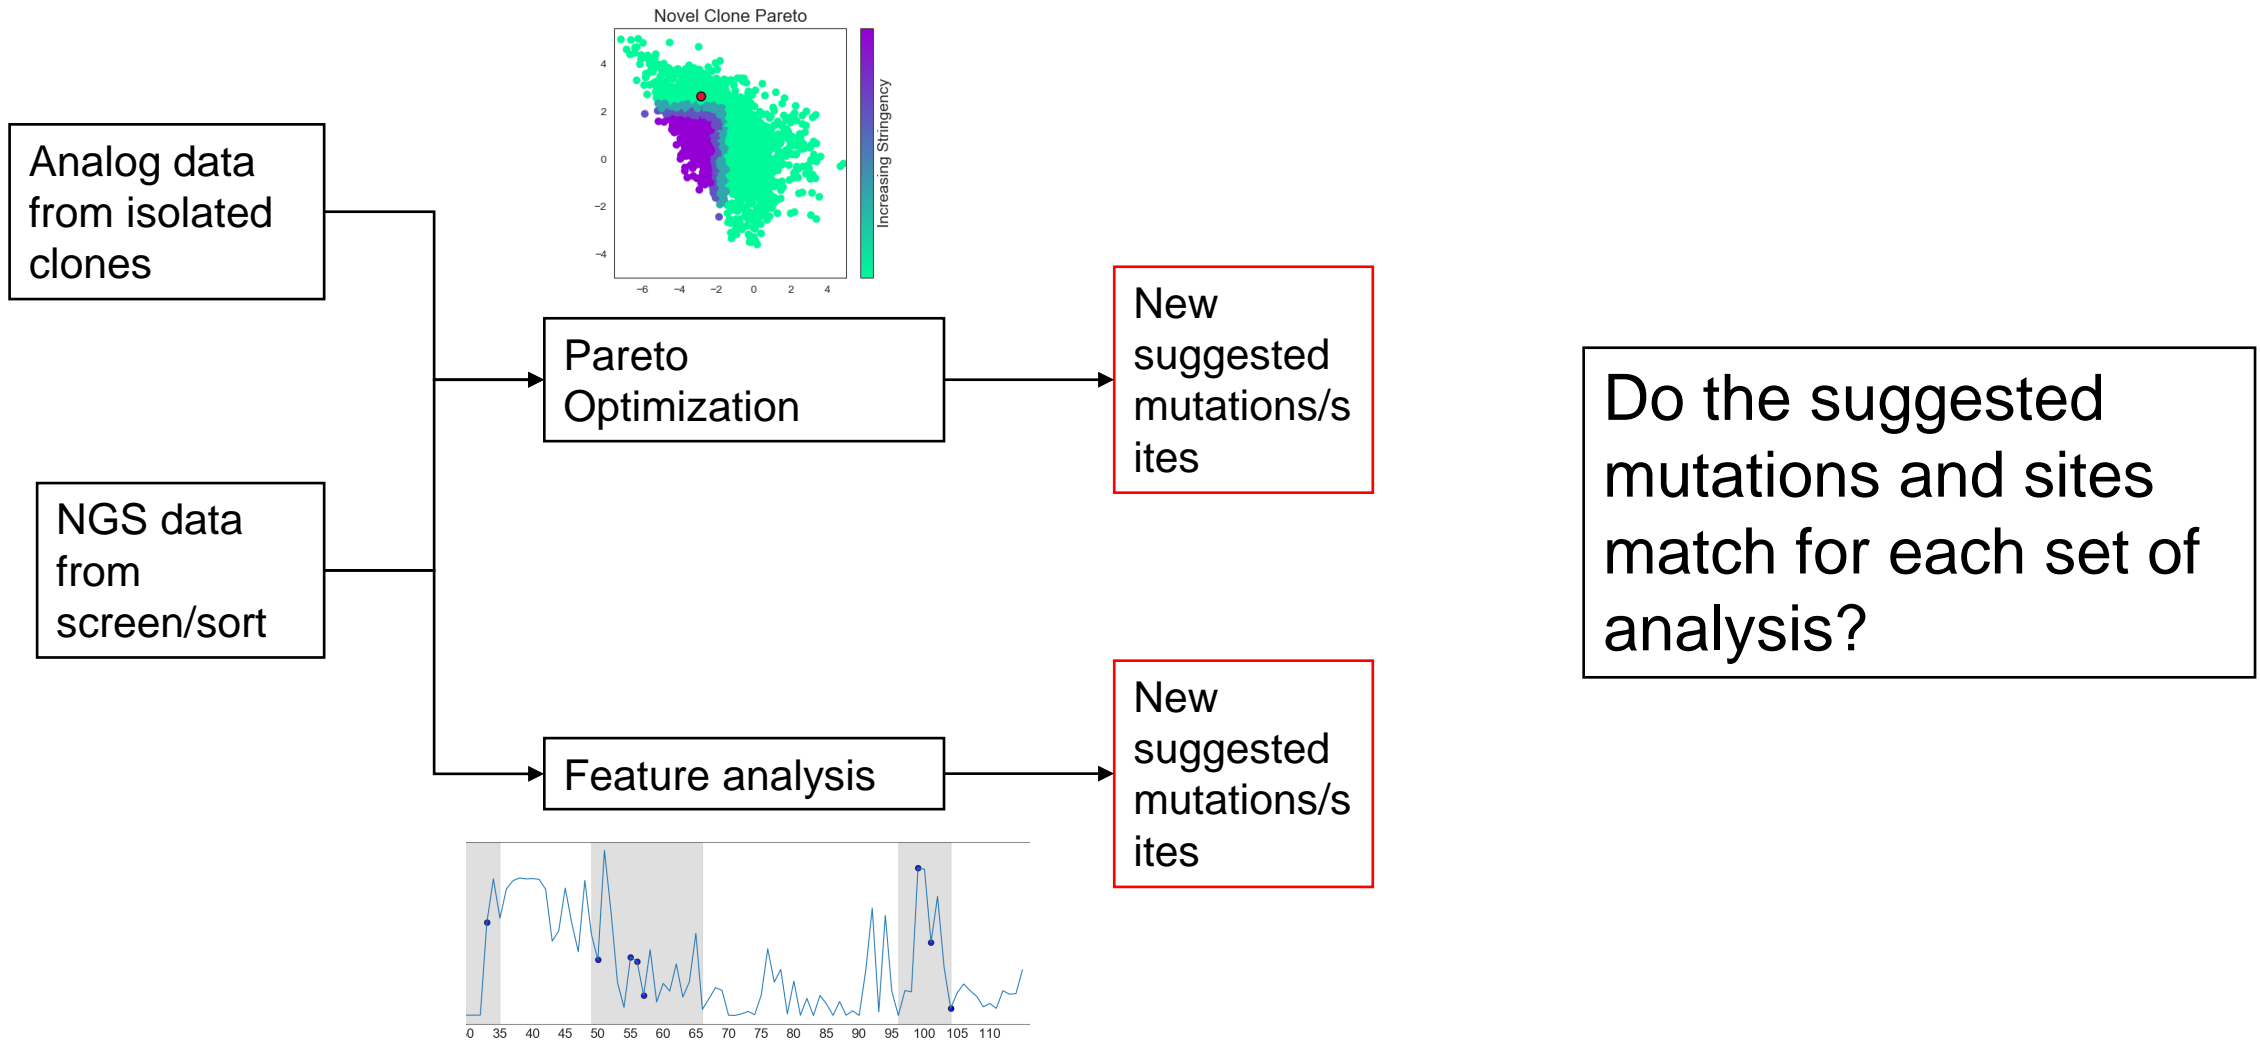 Novel Clone Pareto
4
2
0
−2
−4
−6 −4 −2 0 2 4
Increasing Stringency
Analog data
from isolated
clones
NGS data
from
screen/sort
Pareto
Optimization
New
suggested
mutations/s
ites
Feature analysis
New
suggested
mutations/s
ites
Do the suggested
mutations and sites
match for each set of
analysis?
0 35 40 45 50 55 60 65 70 75 80 85 90 95 100 105 110